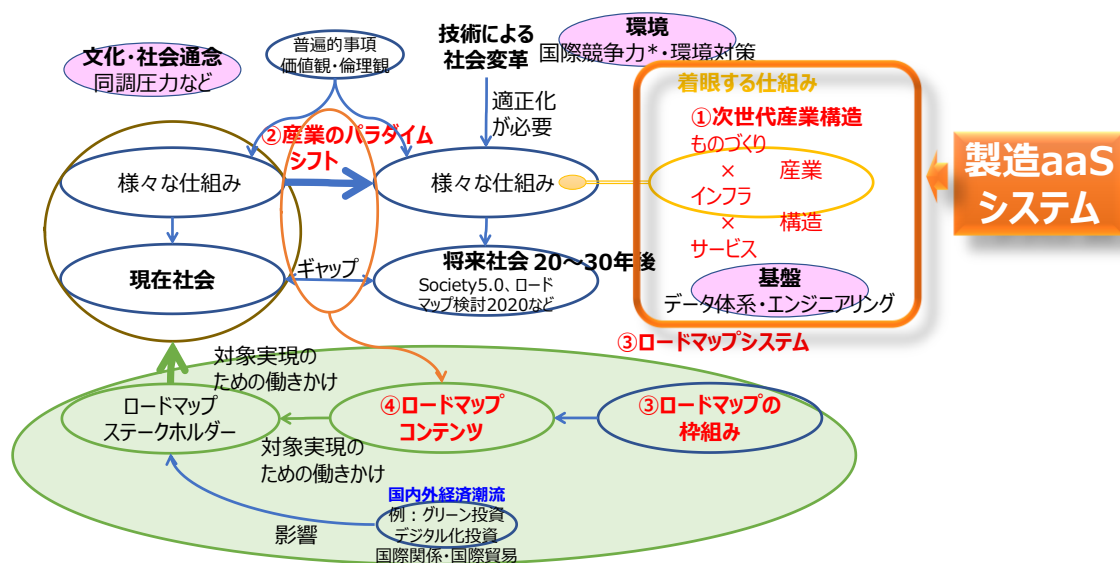 文化・社会通念
同調圧力など
普遍的事項
価値観・倫理観
技術による
社会変革
環境
国際競争力*・環境対策
適正化
が必要
着眼する仕組み
①次世代産業構造
ものづくり
× 産業
インフラ
× 構造
サービス
基盤
データ体系・エンジニアリング
製造aaS
システム
②産業のパラダイム
シフト
様々な仕組み
様々な仕組み
現在社会
ギャップ
将来社会 20~30年後
Society5.0、ロード
マップ検討2020など
③ロードマップシステム
対象実現の
ための働きかけ
ロードマップ
ステークホルダー
④ロードマップ
コンテンツ
③ロードマップの
枠組み
対象実現の
ための働きかけ
影響
国内外経済潮流
例：グリーン投資
デジタル化投資
国際関係・国際貿易